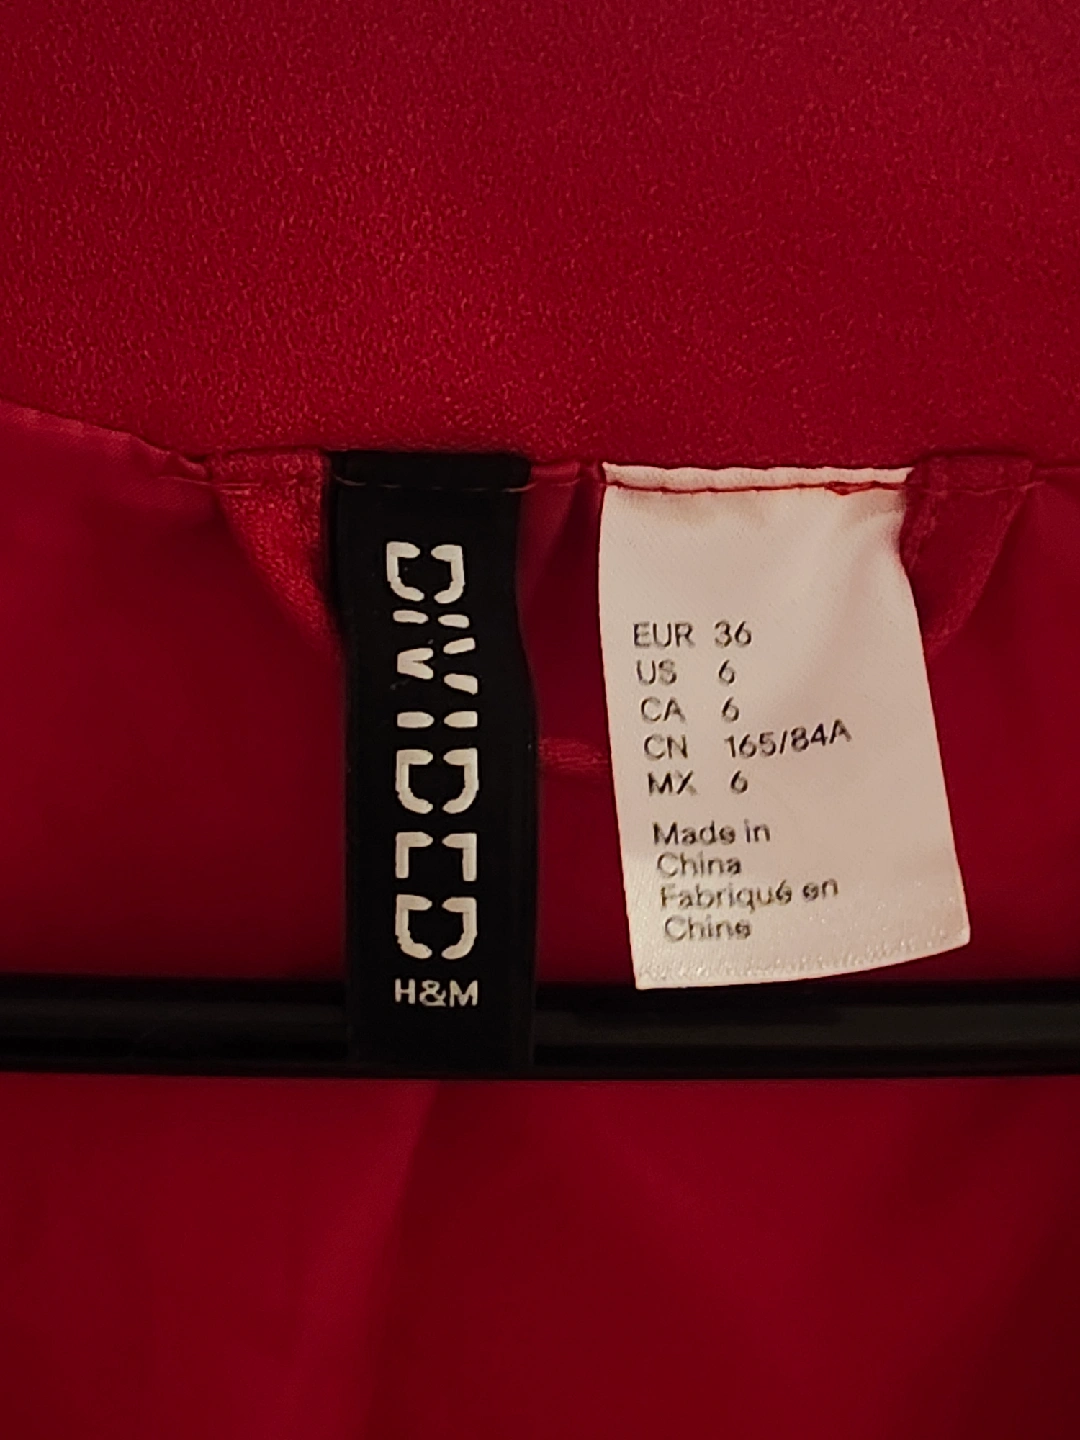 DIVIDED
H&M
EUR 36
US 6
CA 6
CN 165/84A
MX 6
Made in
China
Fabriqué en
Chine